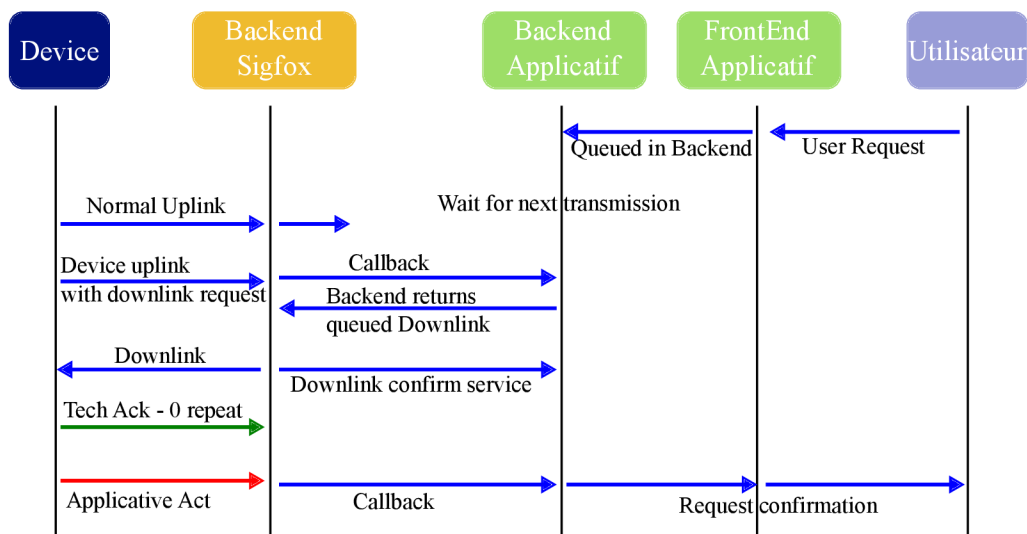 Device
Backend
Sigfox
Backend
Applicatif
FrontEnd
Applicatif
Utilisateur
Queued in Backend
User Request
Normal Uplink
Wait for next transmission
Device uplink
with downlink request
Callback
Backend returns
queued Downlink
Downlink
Downlink confirm service
Tech Ack - 0 repeat
Applicative Act
Callback
Request confirmation